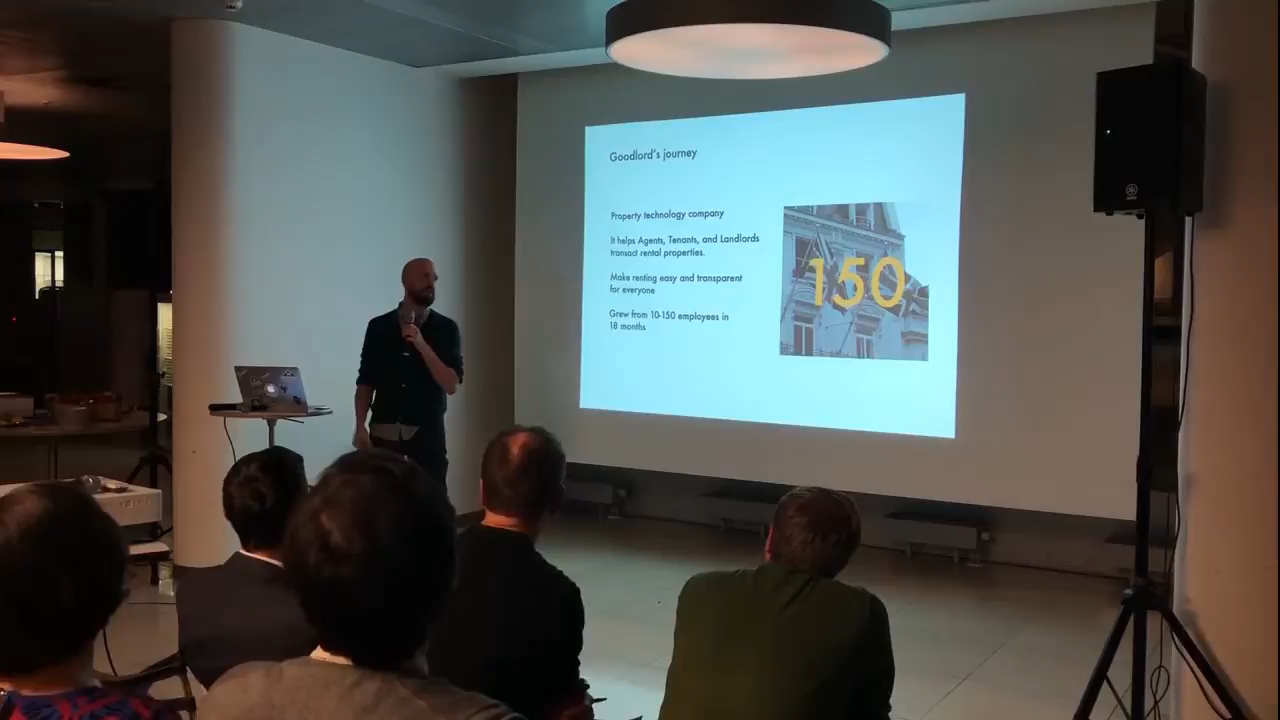 Goodlord's journey
Property technology company
It helps Agents, Tenants, and Landlords
transact rental properties.
Make renting easy and transparent
for everyone
Grew from 10-150 employees in
18 months
150